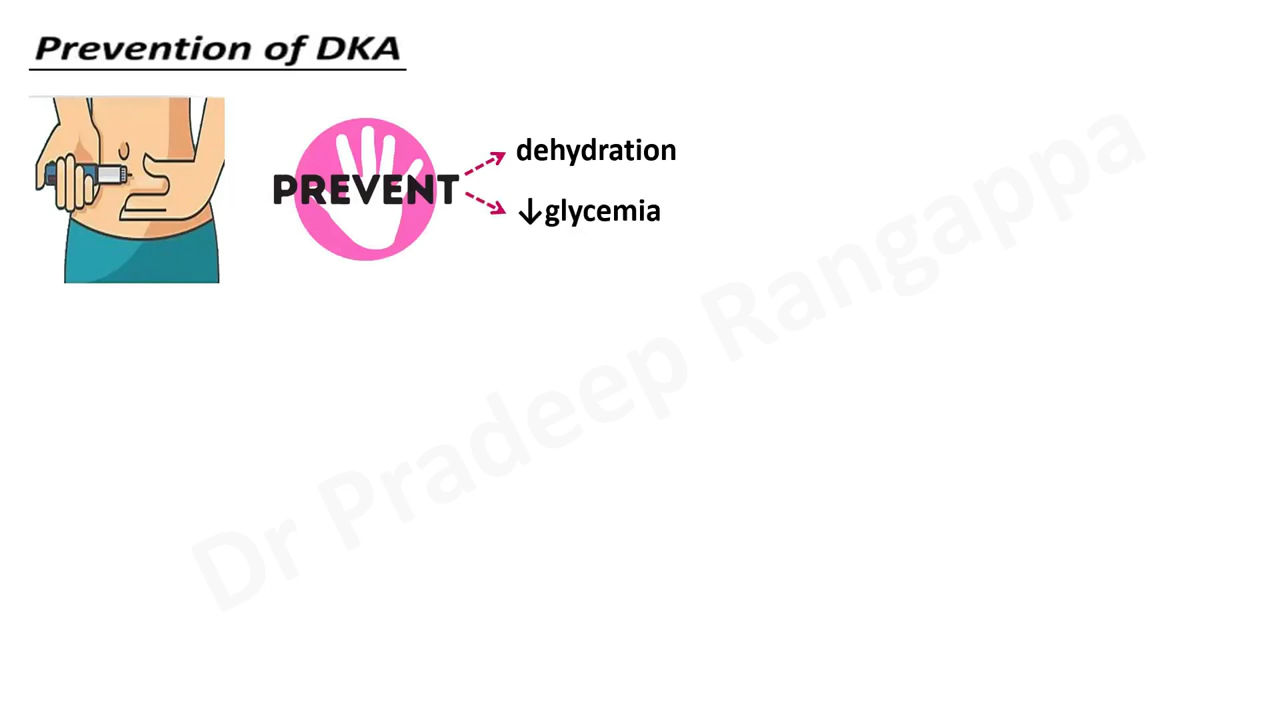 Prevention of DKA
PREVENT
dehydration
↓glycemia
Dr Pradeep Rangappa